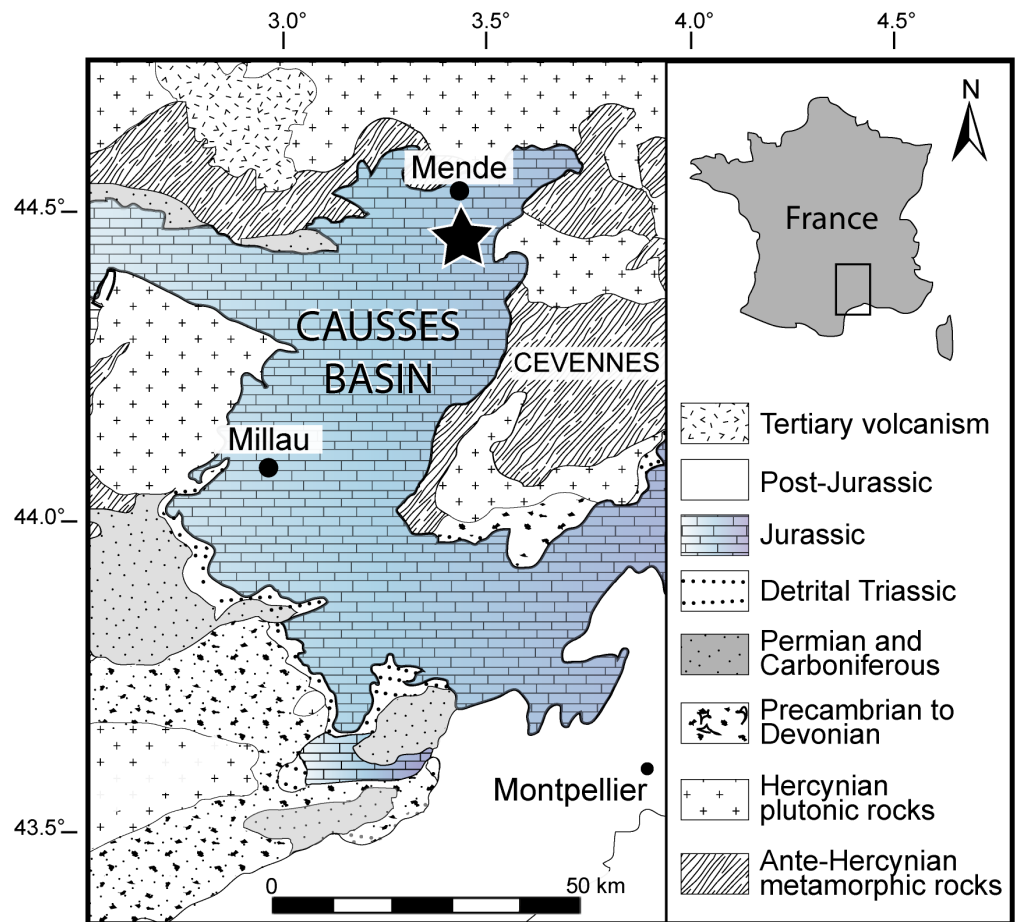 3.0°
3.5°
4.0°
4.5°
44.5°
44.0°
43.5°
Mende
CAUSSES
BASIN
CEVENNES
Millau
Montpellier
0
50 km
N
France
Tertiary volcanism
Post-Jurassic
Jurassic
Detrital Triassic
Permian and
Carboniferous
Precambrian to
Devonian
Hercynian
plutonic rocks
Ante-Hercynian
metamorphic rocks